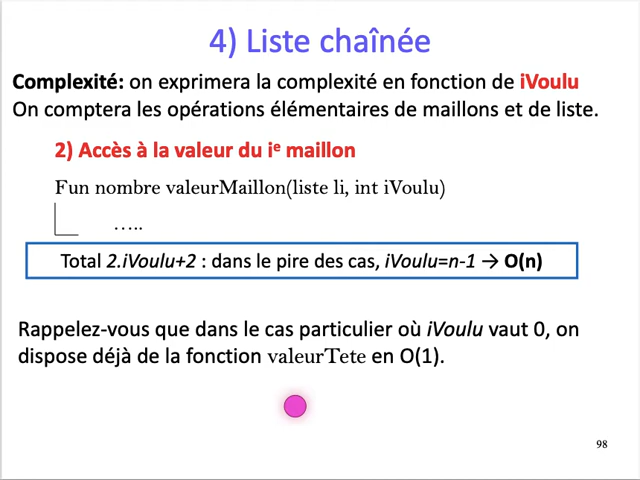 4) Liste chaînée
Complexité: on exprimera la complexité en fonction de iVoulu
On comptera les opérations élémentaires de maillons et de liste.
2) Accès à la valeur du iᵉ maillon
Fun nombre valeurMaillon(liste li, int iVoulu)
…..
Total 2.iVoulu+2 : dans le pire des cas, iVoulu=n-1 → O(n)
Rappelez-vous que dans le cas particulier où iVoulu vaut 0, on
dispose déjà de la fonction valeurTete en O(1).
98